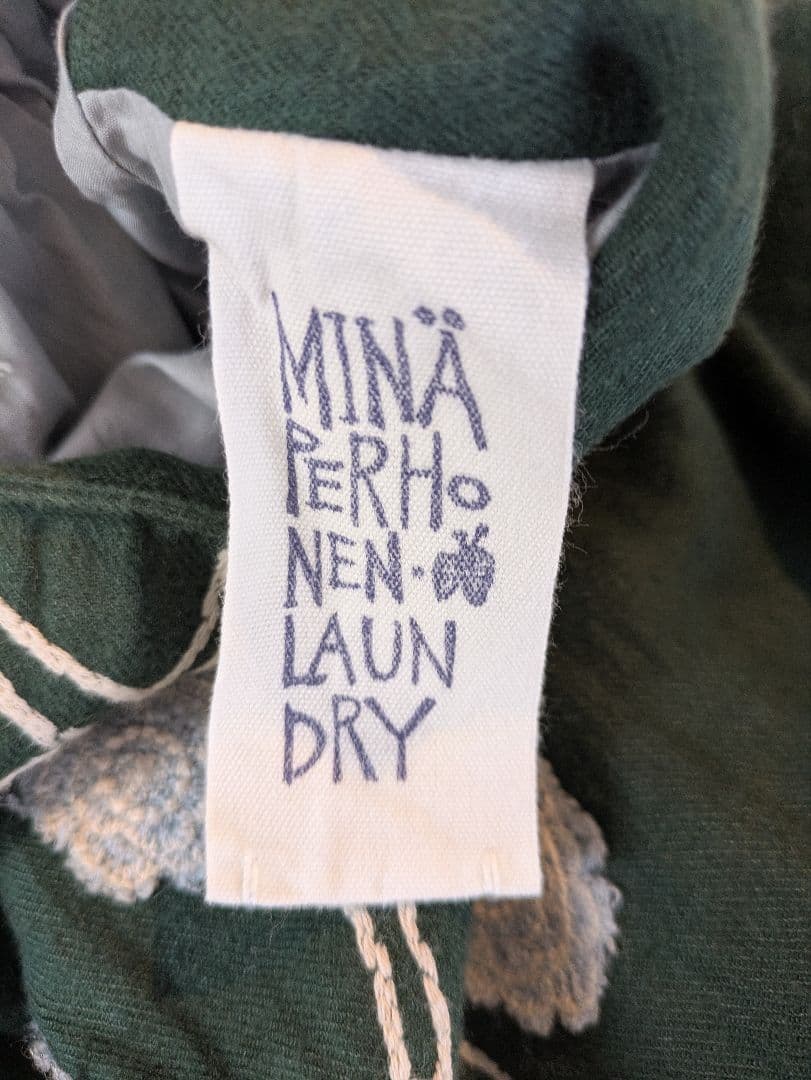 MINÄ
PERHO
NEN·
LAUN
DRY